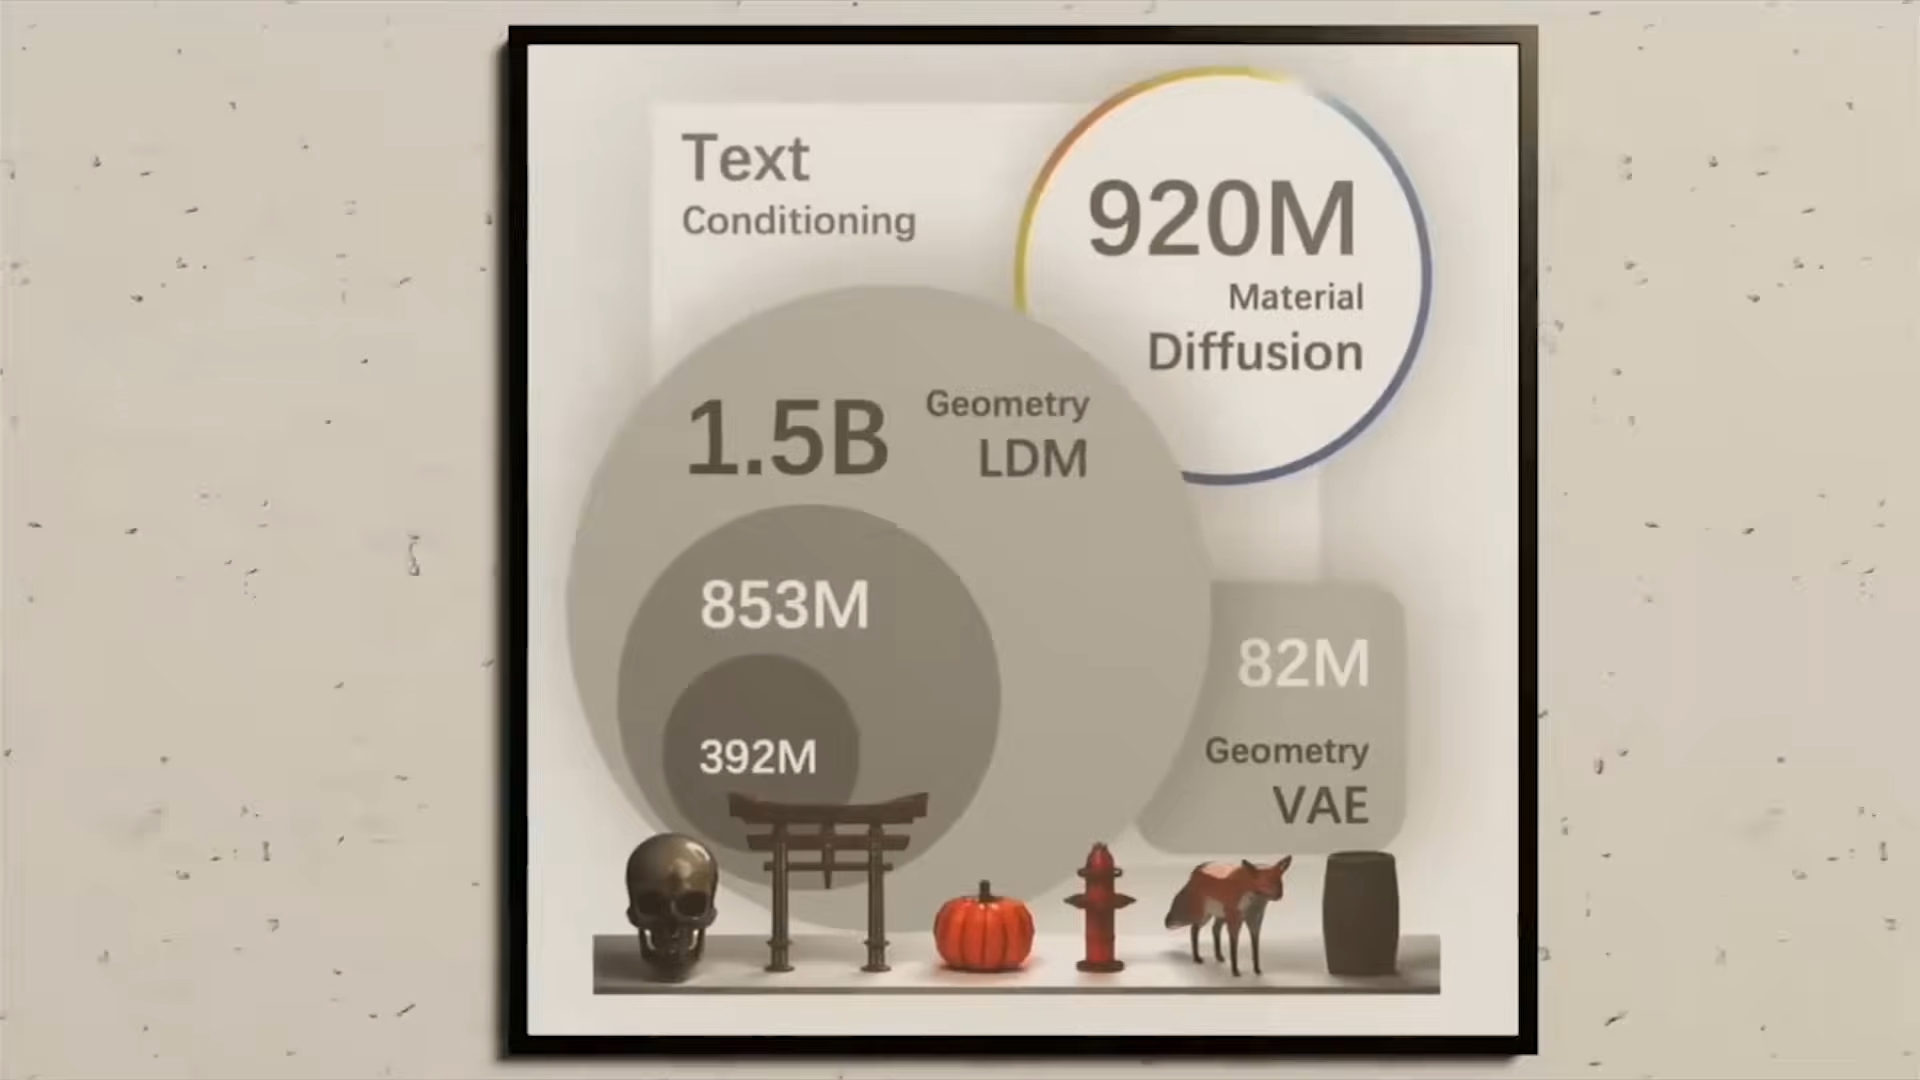 Text
Conditioning
920M
Material
Diffusion
1.5B
Geometry
LDM
853M
392M
82M
Geometry
VAE